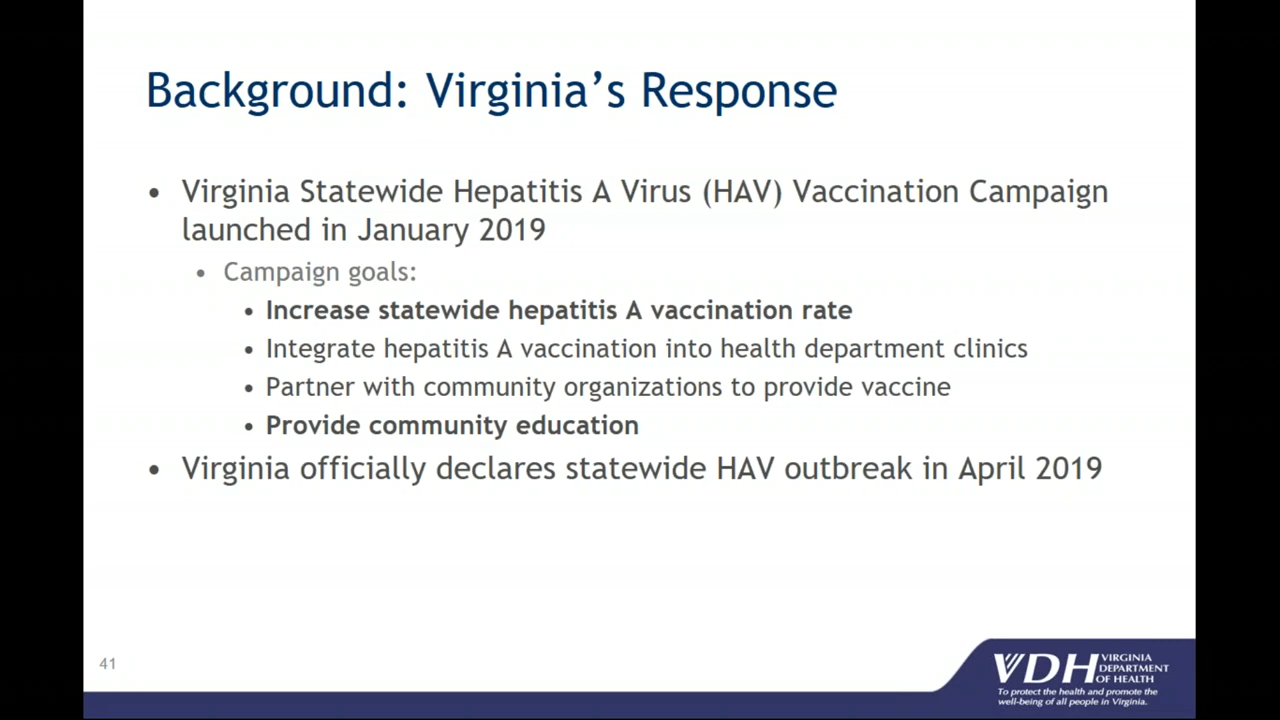 Background: Virginia's Response
• Virginia Statewide Hepatitis A Virus (HAV) Vaccination Campaign
launched in January 2019
• Campaign goals:
• Increase statewide hepatitis A vaccination rate
• Integrate hepatitis A vaccination into health department clinics
• Partner with community organizations to provide vaccine
• Provide community education
• Virginia officially declares statewide HAV outbreak in April 2019
41
VDH VIRGINIA
DEPARTMENT
OF HEALTH
To protect the health and promote the
well-being of all people in Virginia.